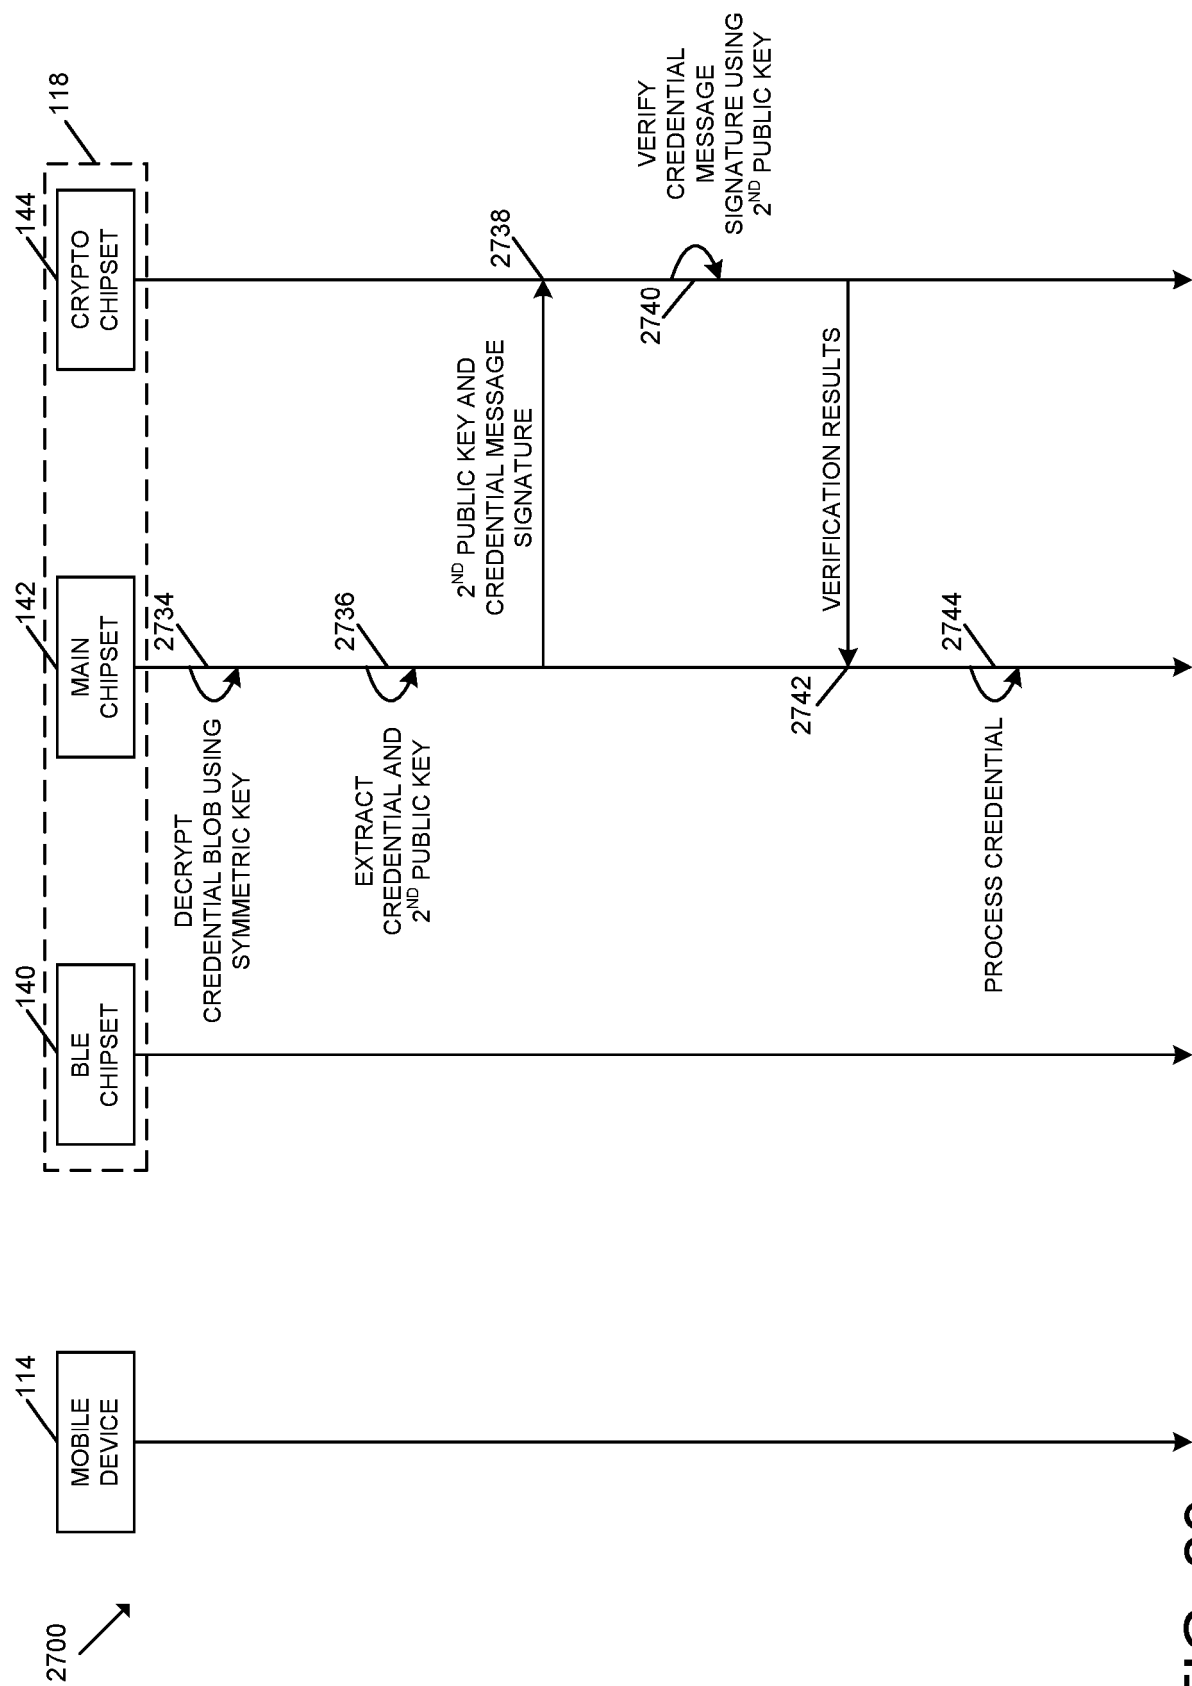 2700
114
MOBILE
DEVICE
118
140
BLE
CHIPSET
142
MAIN
CHIPSET
144
CRYPTO
CHIPSET
2734
DECRYPT
CREDENTIAL BLOB USING
SYMMETRIC KEY
2736
EXTRACT
CREDENTIAL AND
2ND PUBLIC KEY
2ND PUBLIC KEY AND
CREDENTIAL MESSAGE
SIGNATURE
2738
2740
VERIFY
CREDENTIAL
MESSAGE
SIGNATURE USING
2ND PUBLIC KEY
VERIFICATION RESULTS
2742
2744
PROCESS CREDENTIAL